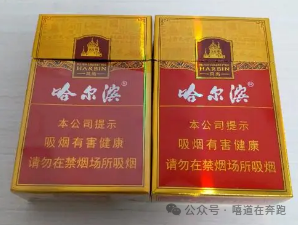 HARBIN
哈尔滨
本公司提示
吸烟有害健康
请勿在禁烟场所吸烟
HARBIN
哈尔滨
本公司提示
吸烟有害健康
请勿在禁烟场所吸烟
公众号·嘻道在奔跑